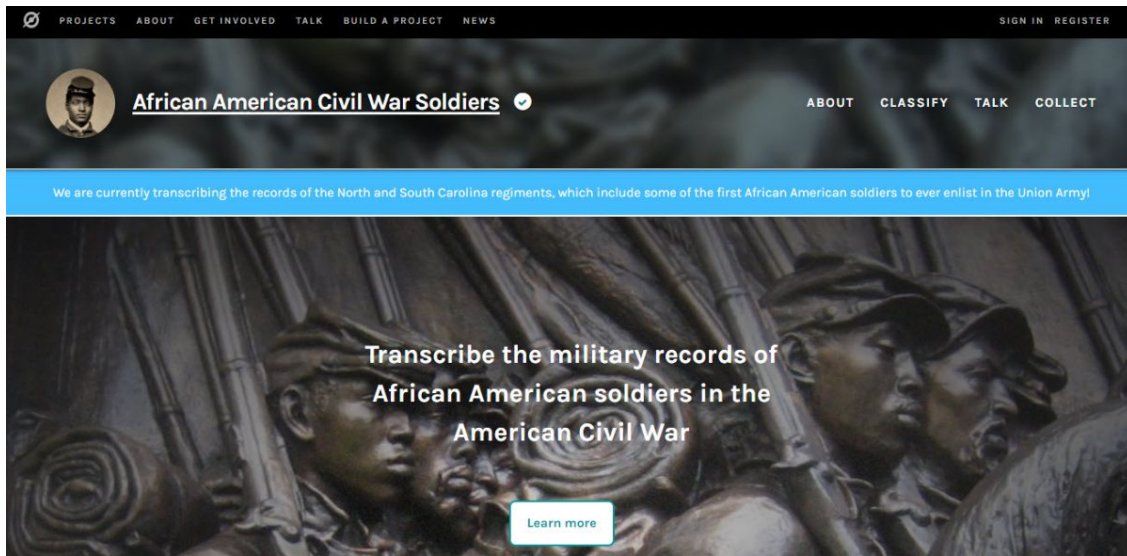 PROJECTS ABOUT GET INVOLVED TALK BUILD A PROJECT NEWS SIGN IN REGISTER
African American Civil War Soldiers ABOUT CLASSIFY TALK COLLECT
We are currently transcribing the records of the North and South Carolina regiments, which include some of the first African American soldiers to ever enlist in the Union Army!
Transcribe the military records of
African American soldiers in the
American Civil War
Learn more